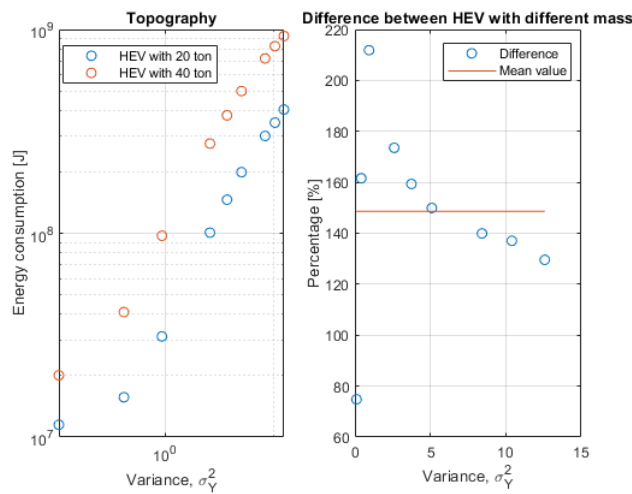 Topography
HEV with 20 ton
HEV with 40 ton
Energy consumption [J]
10^9
10^8
10^7
10^0
Variance, σ_Y^2
Difference between HEV with different mass
Difference
Mean value
Percentage [%]
220
200
180
160
140
120
100
80
60
0
5
10
15
Variance, σ_Y^2